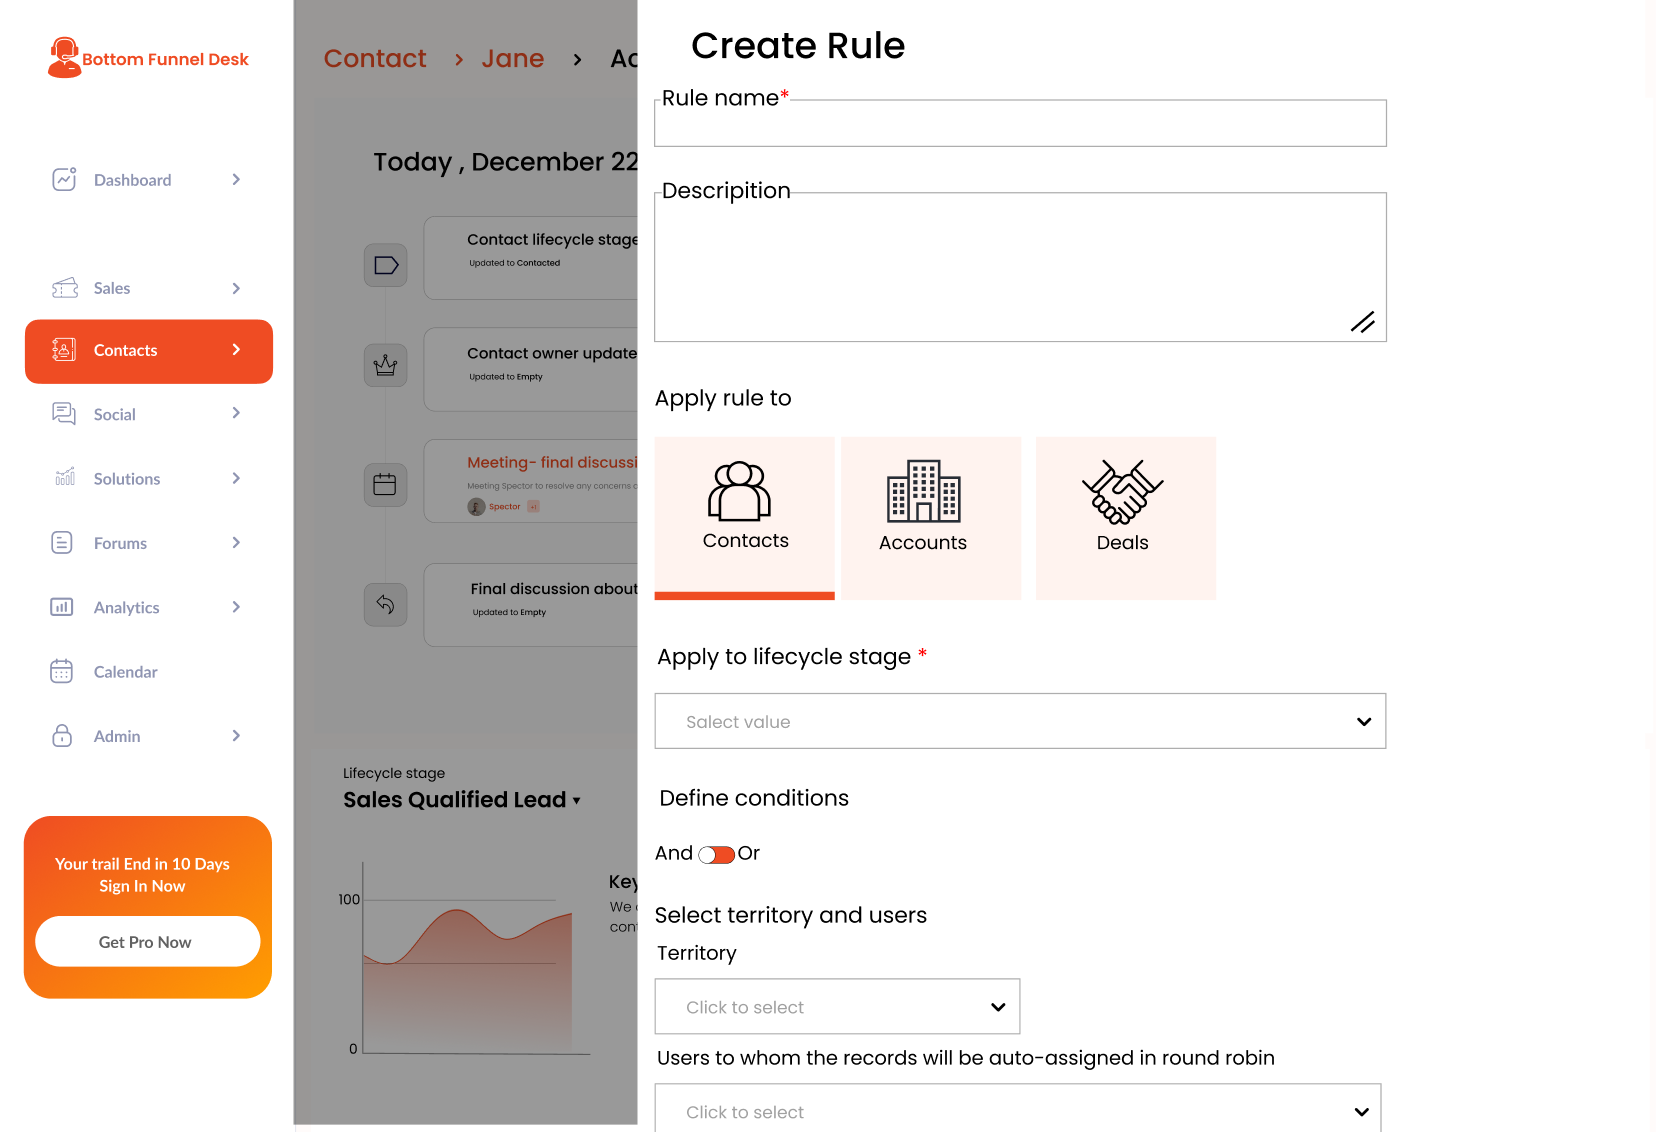 Bottom Funnel Desk
Dashboard
Sales
Contacts
Social
Solutions
Forums
Analytics
Calendar
Admin
Your trail End in 10 Days
Sign In Now
Get Pro Now
Contact > Jane >
Today , December 22
Contact lifecycle stage
Updated to Contacted
Contact owner update
Updated to Empty
Meeting- final discussi
Meeting Spector to resolve any concerns
Spector +1
Final discussion about
Updated to Empty
Lifecycle stage
Sales Qualified Lead ▾
100
0
Key
We
con
Create Rule
Rule name*
Descripition
Apply rule to
Contacts
Accounts
Deals
Apply to lifecycle stage *
Salect value
Define conditions
And Or
Select territory and users
Territory
Click to select
Users to whom the records will be auto-assigned in round robin
Click to select